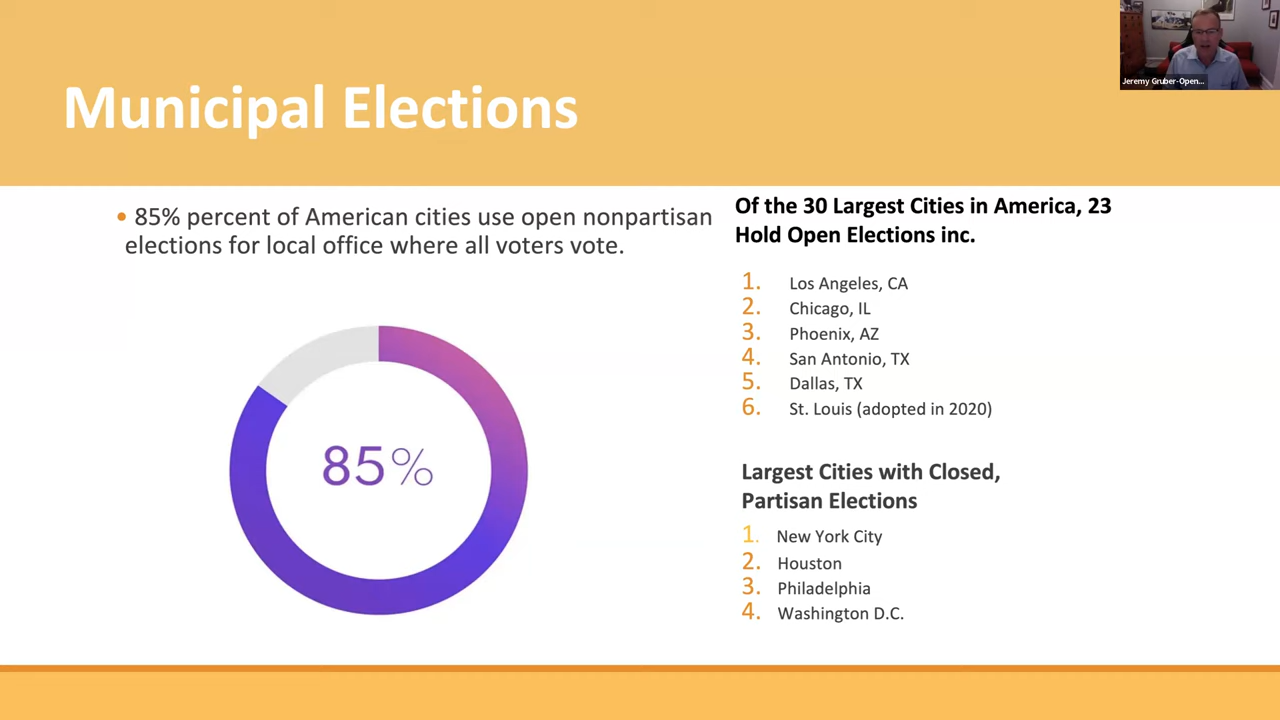 Jeremy Gruber-Open...
Municipal Elections
• 85% percent of American cities use open nonpartisan
elections for local office where all voters vote.
85%
Of the 30 Largest Cities in America, 23
Hold Open Elections inc.
1. Los Angeles, CA
2. Chicago, IL
3. Phoenix, AZ
4. San Antonio, TX
5. Dallas, TX
6. St. Louis (adopted in 2020)
Largest Cities with Closed,
Partisan Elections
1. New York City
2. Houston
3. Philadelphia
4. Washington D.C.